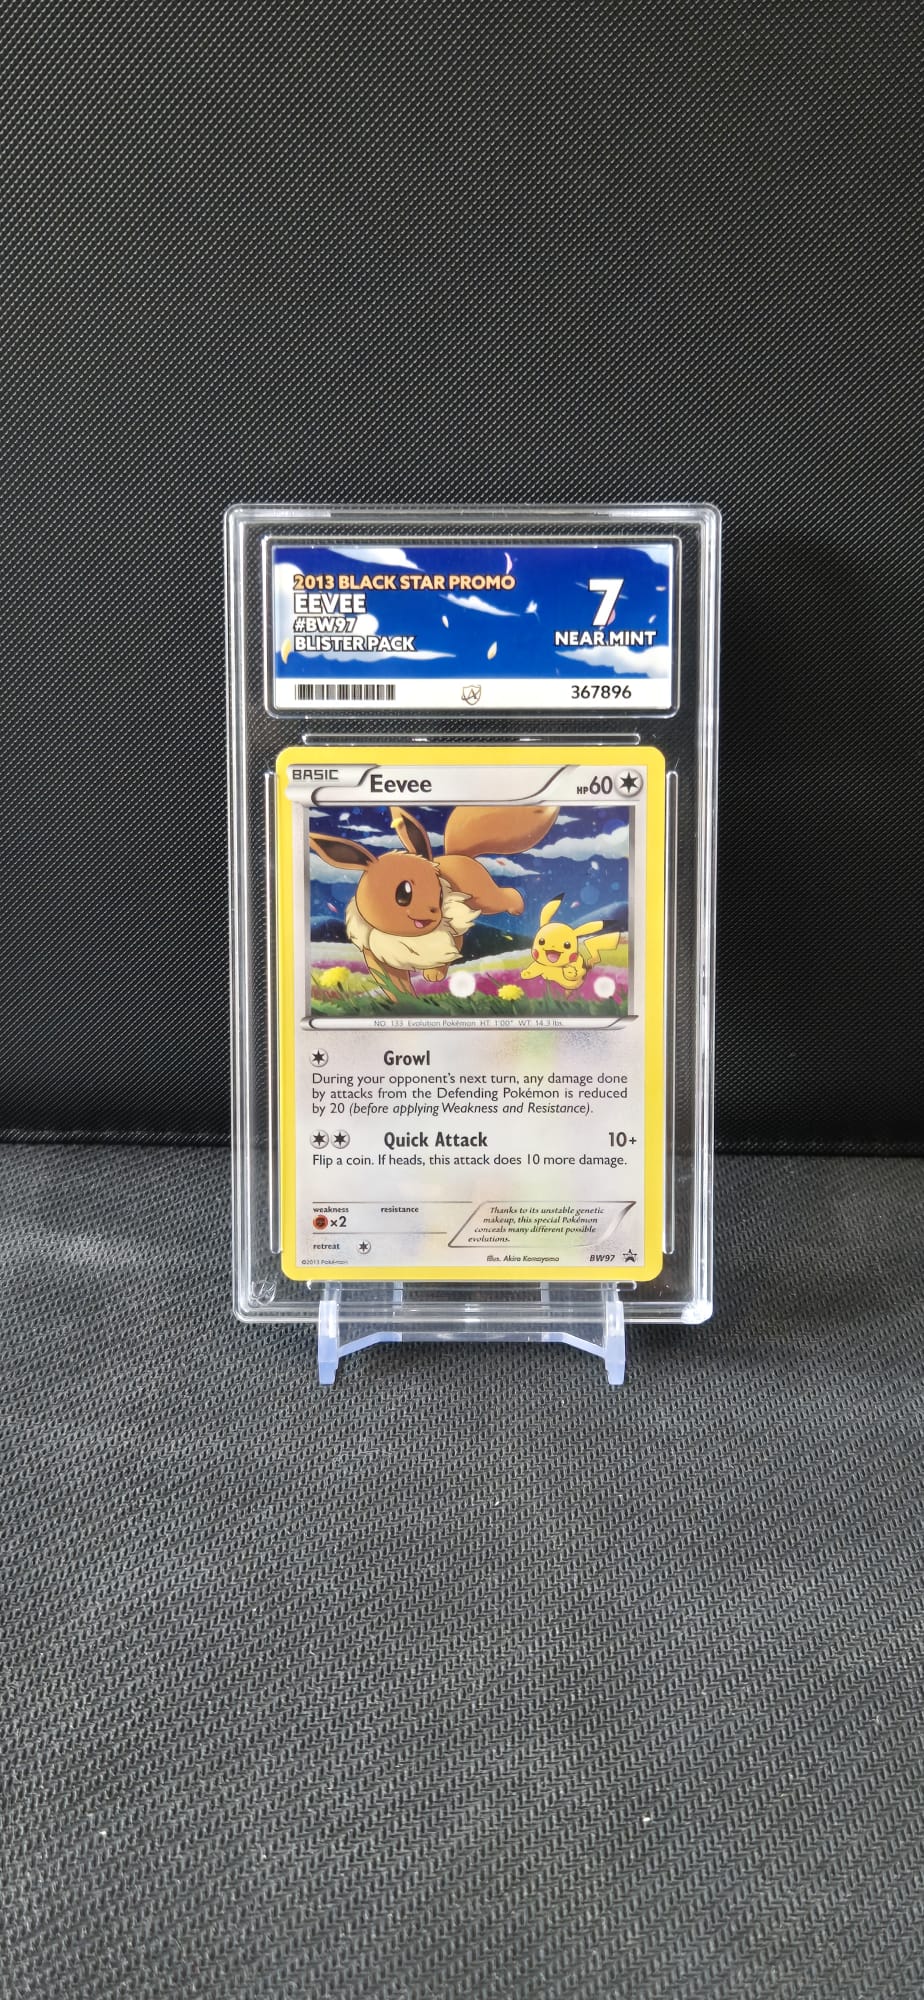 2013 BLACK STAR PROMO
EEVEE
#BW97
BLISTER PACK
7
NEAR MINT
367896
BASIC
Eevee
HP60
NO. 133 Evolution Pokémon HT: 1'00" WT: 14.3 lbs.
Growl
During your opponent's next turn, any damage done
by attacks from the Defending Pokémon is reduced
by 20 (before applying Weakness and Resistance).
Quick Attack 10+
Flip a coin. If heads, this attack does 10 more damage.
weakness resistance
×2
Thanks to its unstable genetic
makeup, this special Pokémon
conceals many different possible
evolutions.
retreat
©2013 Pokémon
Illus. Akira Komayama
BW97